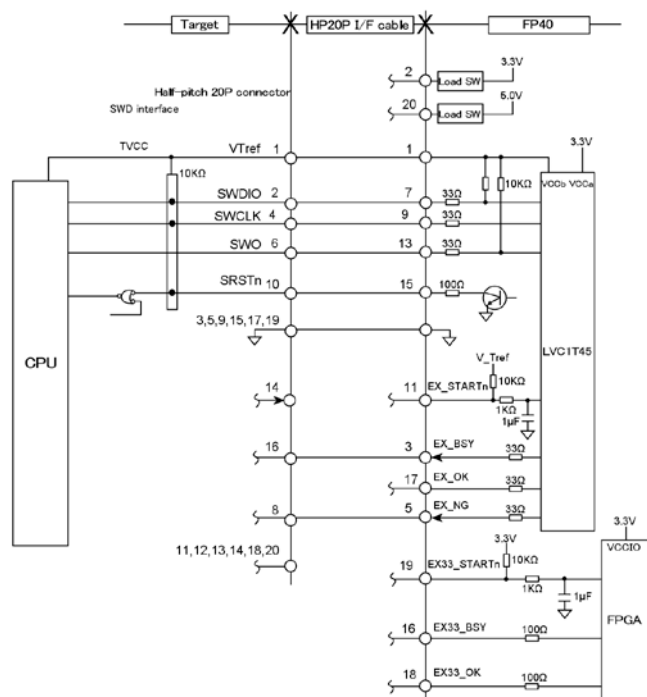 Target HP20P I/F cable FP40
2 Load SW 3.3V
Half-pitch 20P connector
SWD interface
20 Load SW 5.0V
TVCC VTref 1 1 3.3V
10KΩ 10KΩ VCCb VCCa
SWDIO 2 7 33Ω
SWCLK 4 9 33Ω
SWO 6 13 33Ω
SRSTn 10 15 100Ω
3,5,9,15,17,19
CPU LVC1T45
V_Tref
14 11 EX_STARTn 10KΩ
1KΩ
1μF
16 3 EX_BSY 33Ω
17 EX_OK 33Ω
8 5 EX_NG 33Ω
11,12,13,14,18,20
3.3V 3.3V
19 EX33_STARTn 10KΩ VCCIO
1KΩ
1μF FPGA
16 EX33_BSY 100Ω
18 EX33_OK 100Ω